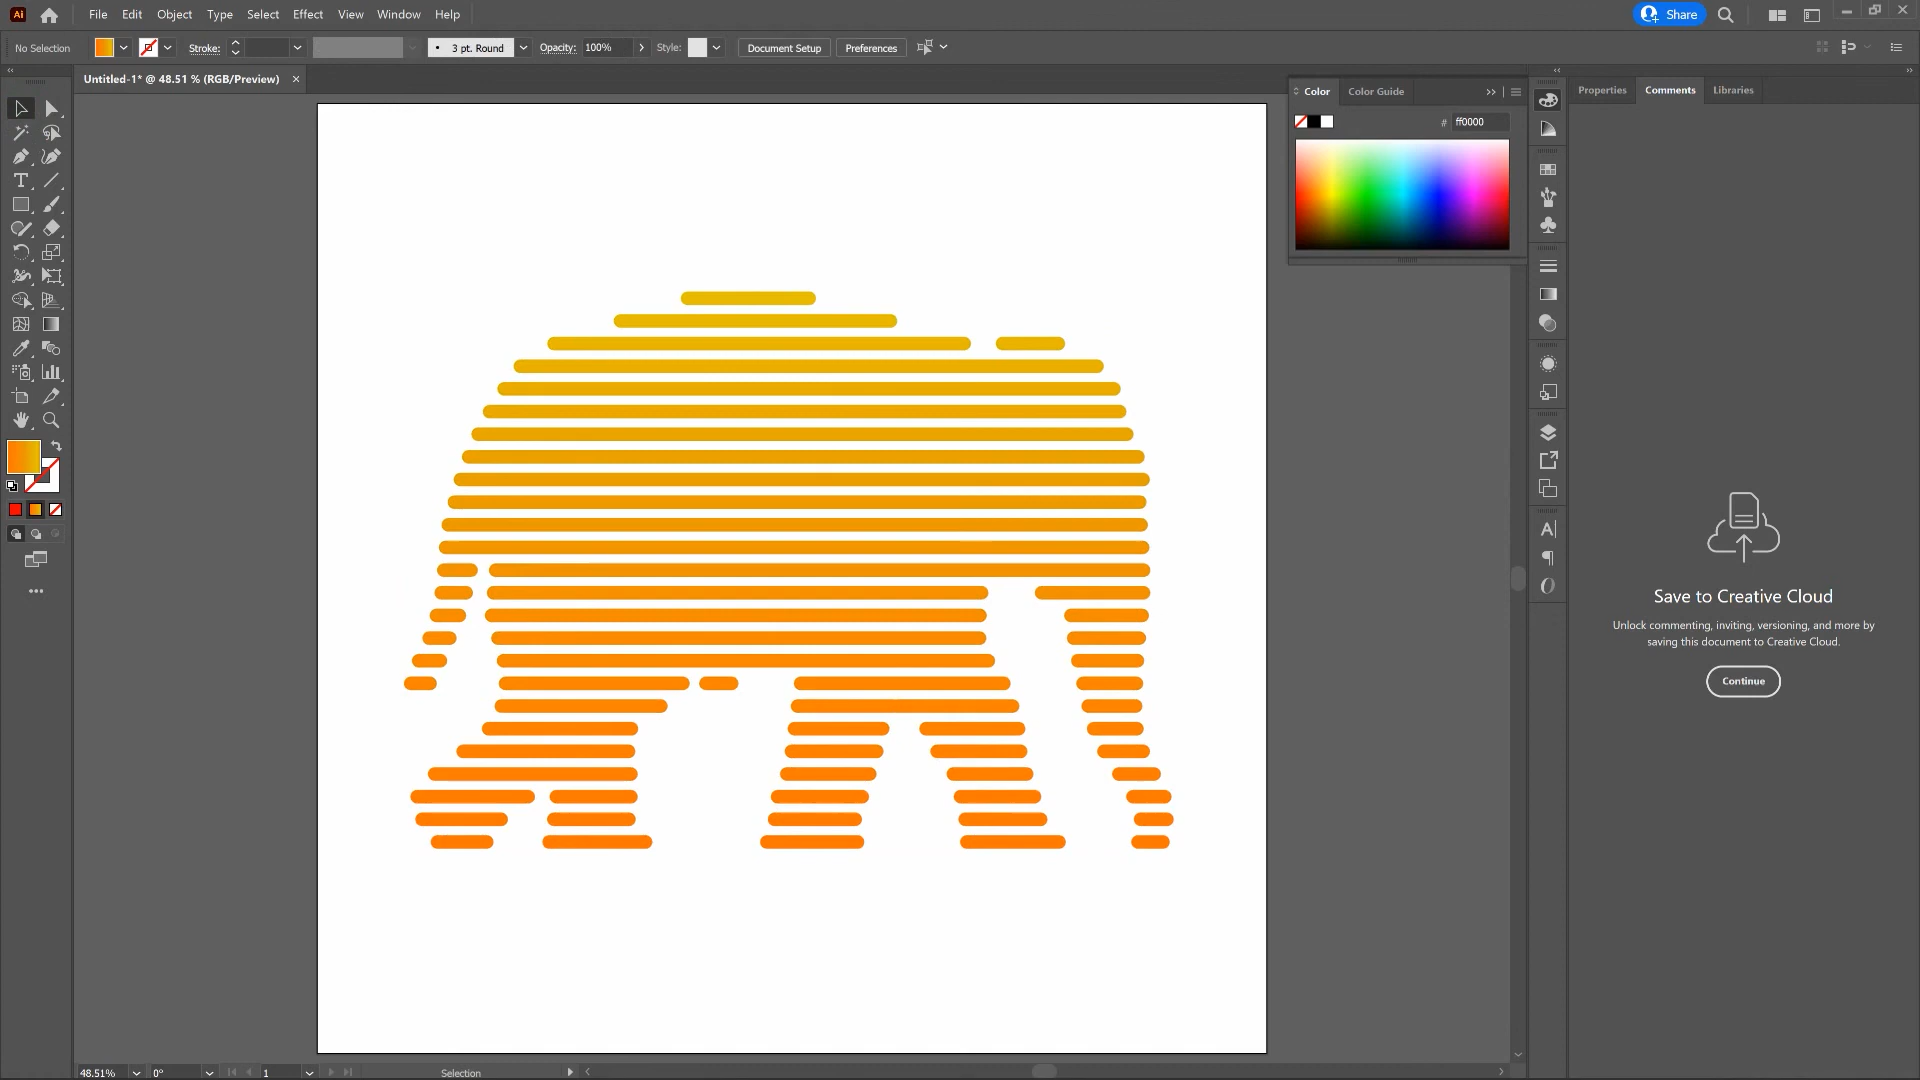 Ai
File Edit Object Type Select Effect View Window Help
Share
No Selection
Stroke:
3 pt. Round
Opacity: 100%
Style:
Document Setup
Preferences
Untitled-1* @ 48.51 % (RGB/Preview)
Color
Color Guide
# ff0000
Properties
Comments
Libraries
Save to Creative Cloud
Unlock commenting, inviting, versioning, and more by
saving this document to Creative Cloud.
Continue
48.51%
0°
1
Selection